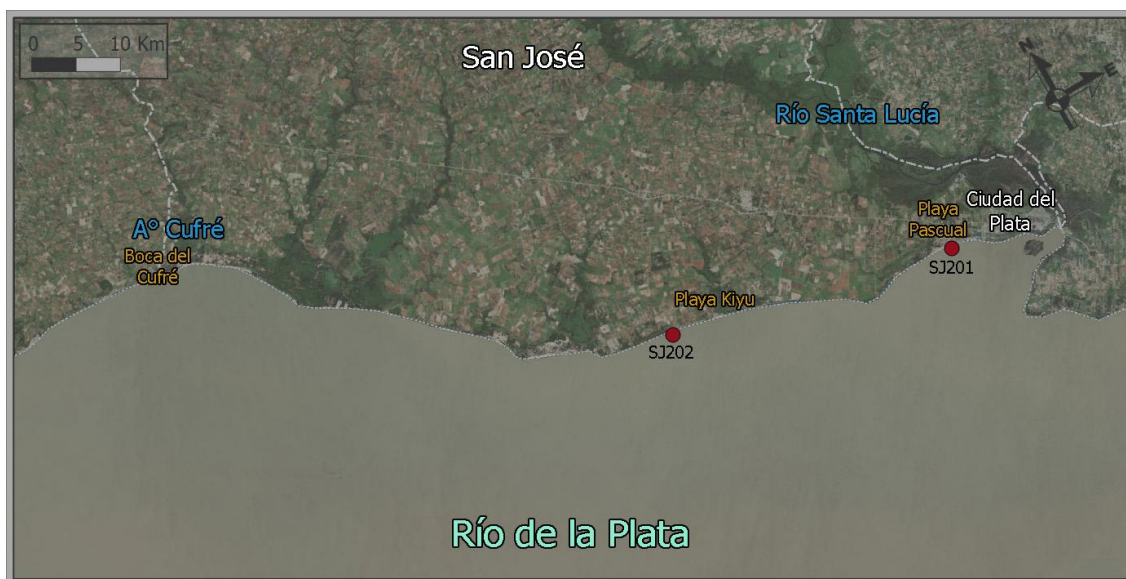 0 5 10 Km
San José
N
E
Río Santa Lucía
Ciudad del
Plata
Playa
Pascual
SJ201
A° Cufré
Boca del
Cufré
Playa Kiyu
SJ202
Río de la Plata